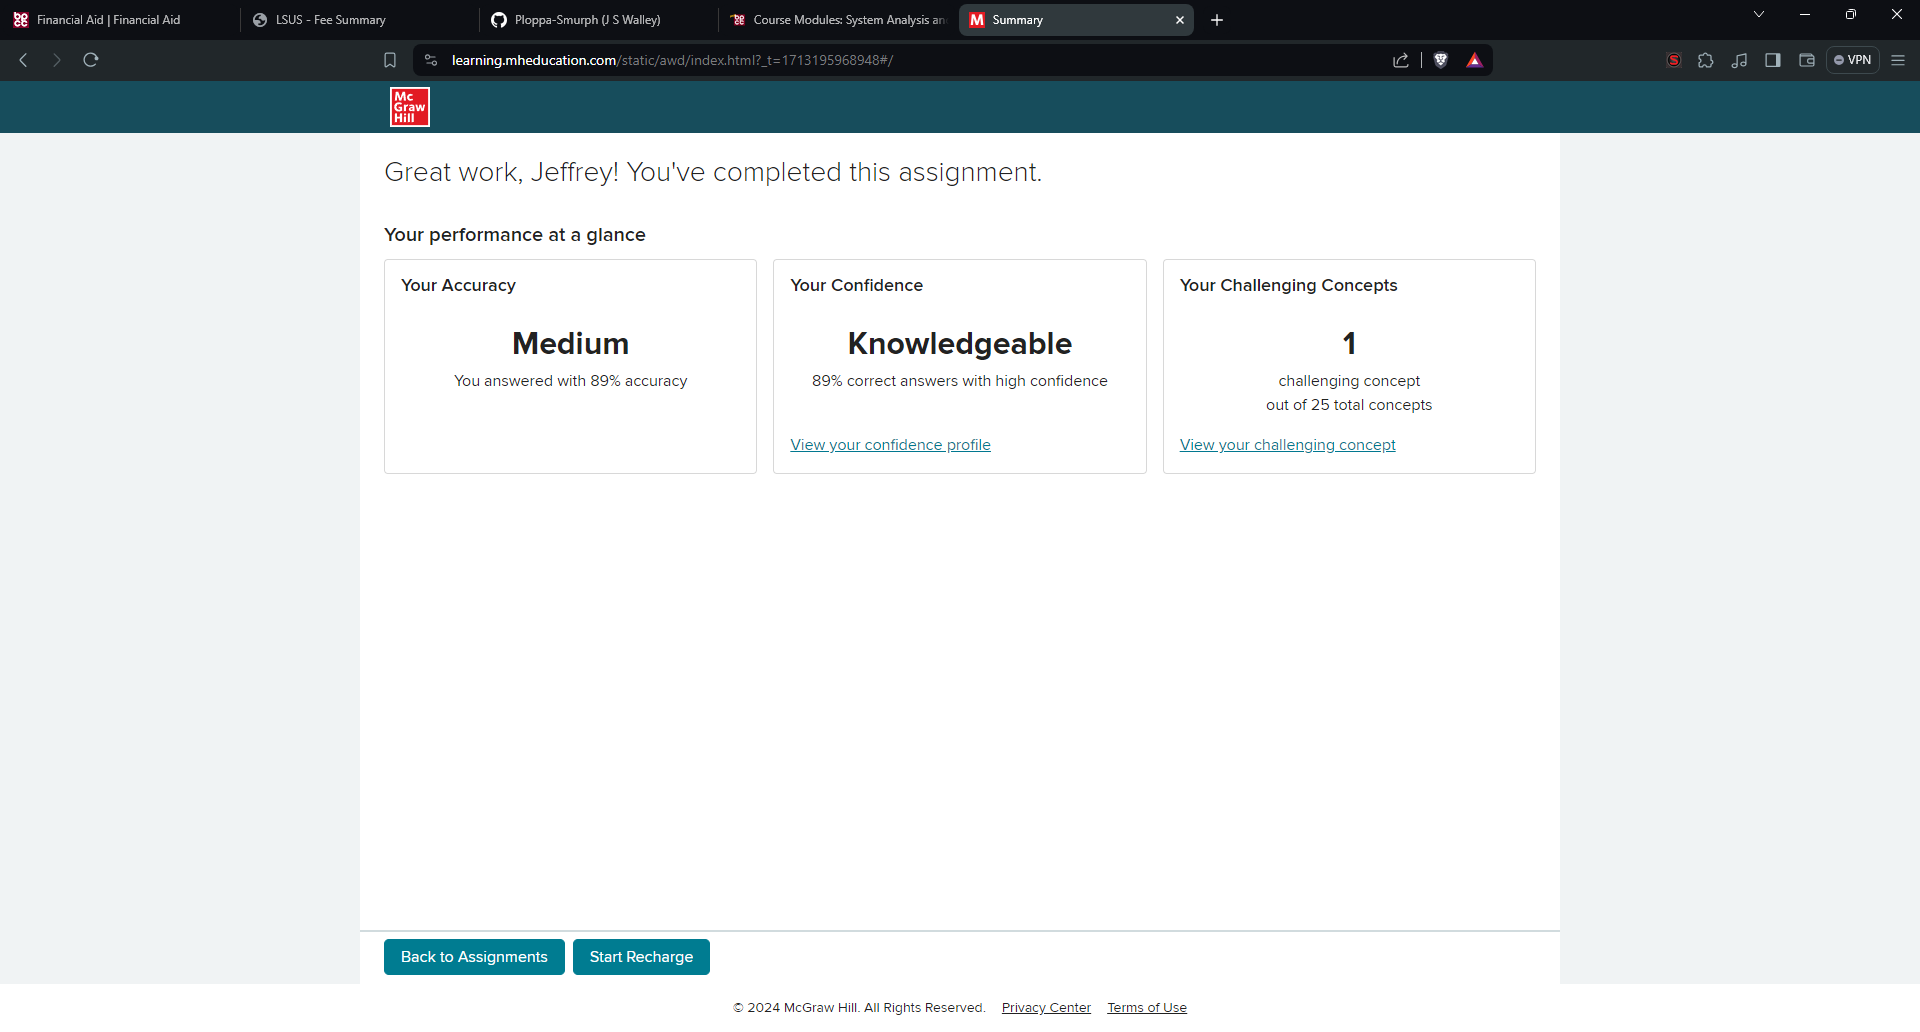 Financial Aid | Financial Aid
LSUS - Fee Summary
Ploppa-Smurph (J S Walley)
Course Modules: System Analysis an
M Summary
learning.mheducation.com/static/awd/index.html?_t=1713195968948#/
VPN
Mc
Graw
Hill
Great work, Jeffrey! You've completed this assignment.
Your performance at a glance
Your Accuracy
Medium
You answered with 89% accuracy
Your Confidence
Knowledgeable
89% correct answers with high confidence
View your confidence profile
Your Challenging Concepts
1
challenging concept
out of 25 total concepts
View your challenging concept
Back to Assignments
Start Recharge
© 2024 McGraw Hill. All Rights Reserved. Privacy Center Terms of Use